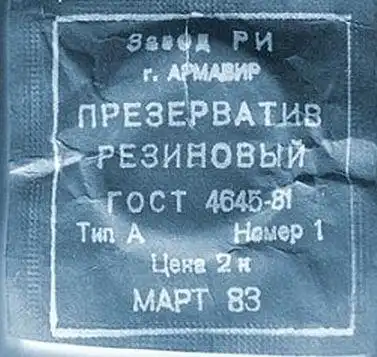 Завод РИ
г. АРМАВИР
ПРЕЗЕРВАТИВ
РЕЗИНОВЫЙ
ГОСТ 4645-81
Тип А Номер 1
Цена 2 к
МАРТ 83